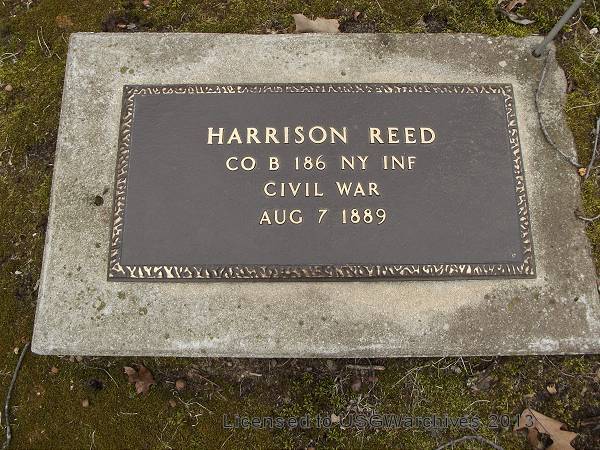 HARRISON REED
CO B 186 NY INF
CIVIL WAR
AUG 7 1889
Licensed to USGWarchives 2013